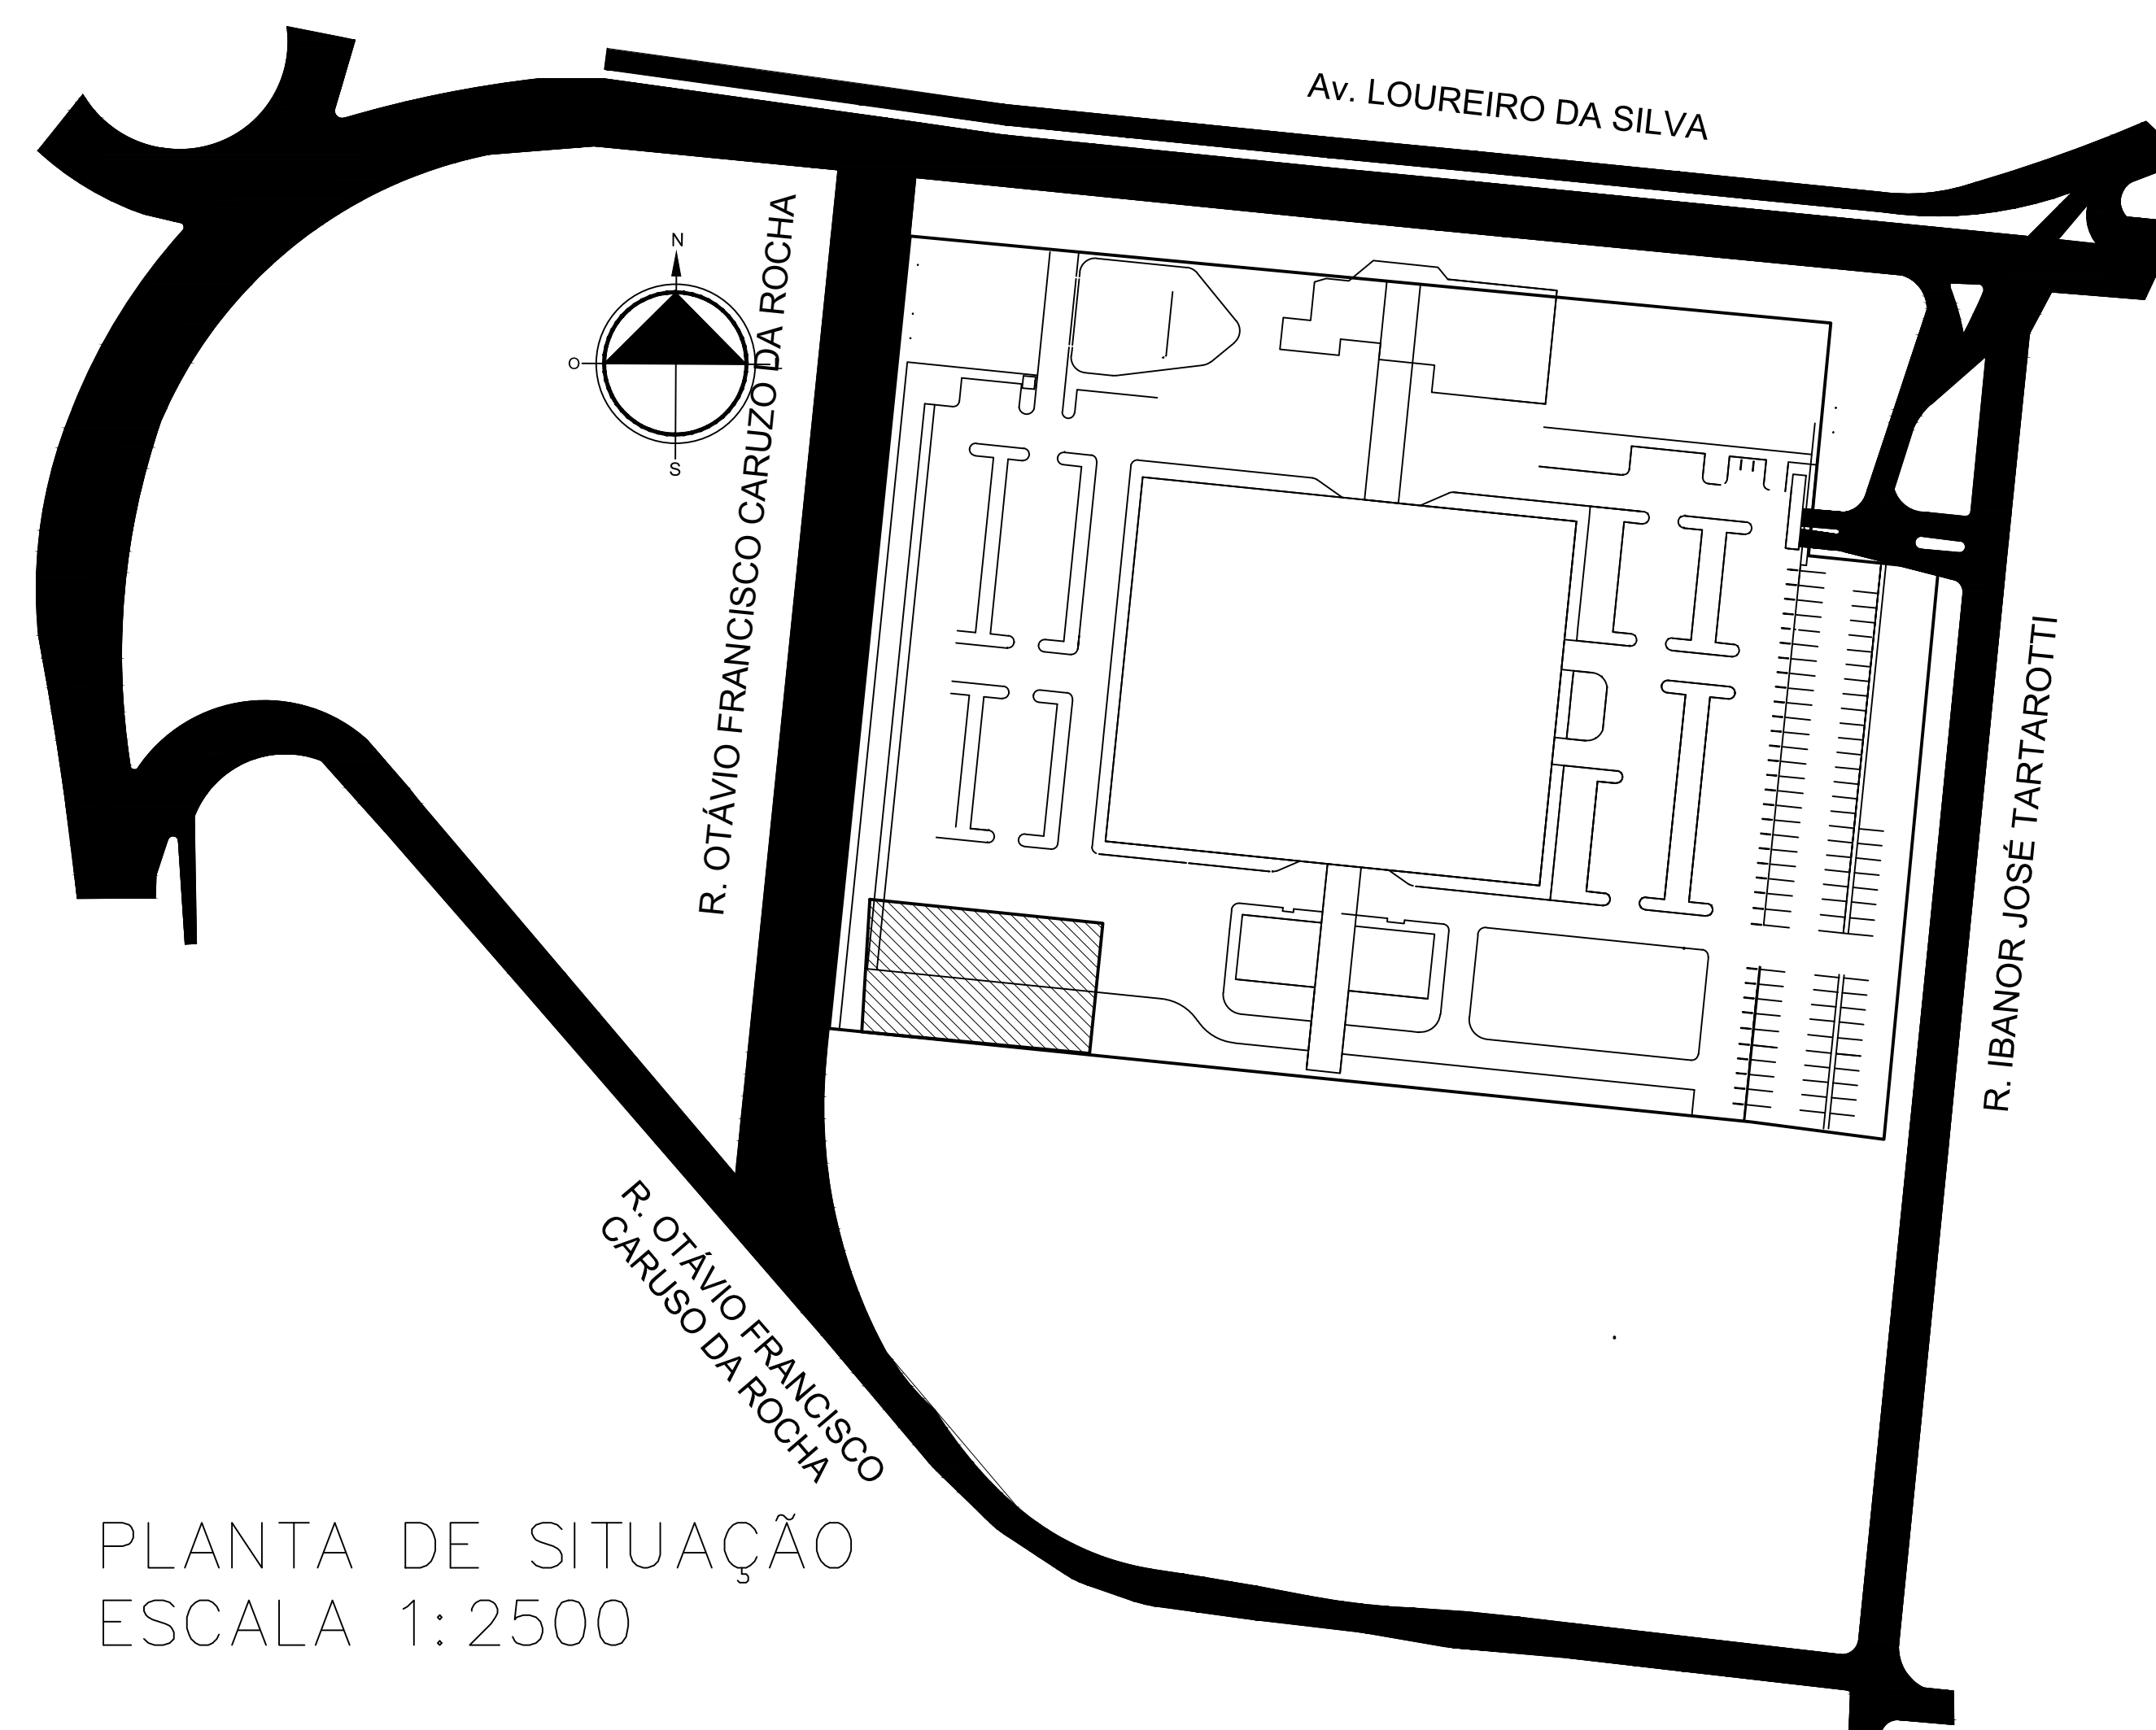 Av. LOUREIRO DA SILVA
N
O
S
R. OTÁVIO FRANCISCO CARUZO DA ROCHA
R. IBANOR JOSÉ TARTAROTTI
R. OTÁVIO FRANCISCO
CARUSO DA ROCHA
PLANTA DE SITUAÇÃO
ESCALA 1:2500